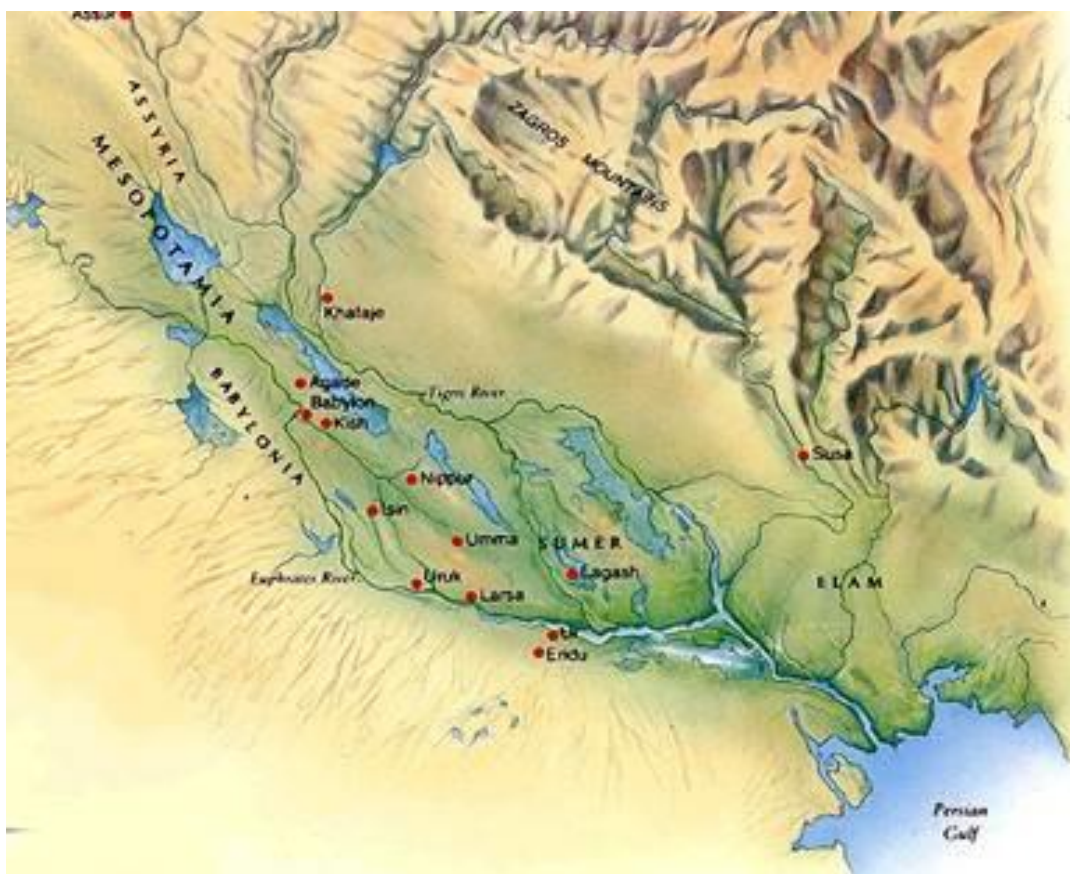 Assur
ASSYRIA
MESOPOTAMIA
ZAGROS MOUNTAINS
Khafaje
BABYLONIA
Agade
Babylon
Kish
Tigris River
Susa
Nippur
Isin
Umma
SUMER
Lagash
Euphrates River
Uruk
Larsa
ELAM
Ur
Eridu
Persian
Gulf